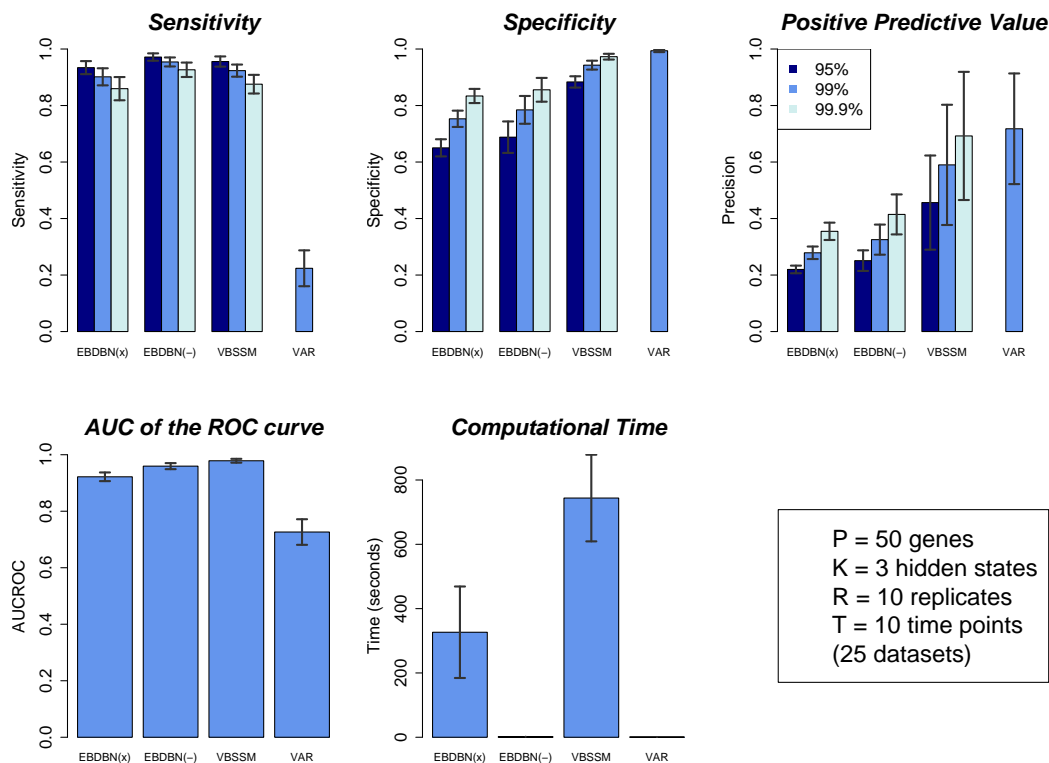 Sensitivity
Sensitivity
0.0 0.2 0.4 0.6 0.8 1.0
EBDBN(x) EBDBN(−) VBSSM VAR
Specificity
Specificity
0.0 0.2 0.4 0.6 0.8 1.0
EBDBN(x) EBDBN(−) VBSSM VAR
Positive Predictive Value
Precision
0.0 0.2 0.4 0.6 0.8 1.0
95%
99%
99.9%
EBDBN(x) EBDBN(−) VBSSM VAR
AUC of the ROC curve
AUCROC
0.0 0.2 0.4 0.6 0.8 1.0
EBDBN(x) EBDBN(−) VBSSM VAR
Computational Time
Time (seconds)
0 200 400 600 800
EBDBN(x) EBDBN(−) VBSSM VAR
P = 50 genes
K = 3 hidden states
R = 10 replicates
T = 10 time points
(25 datasets)